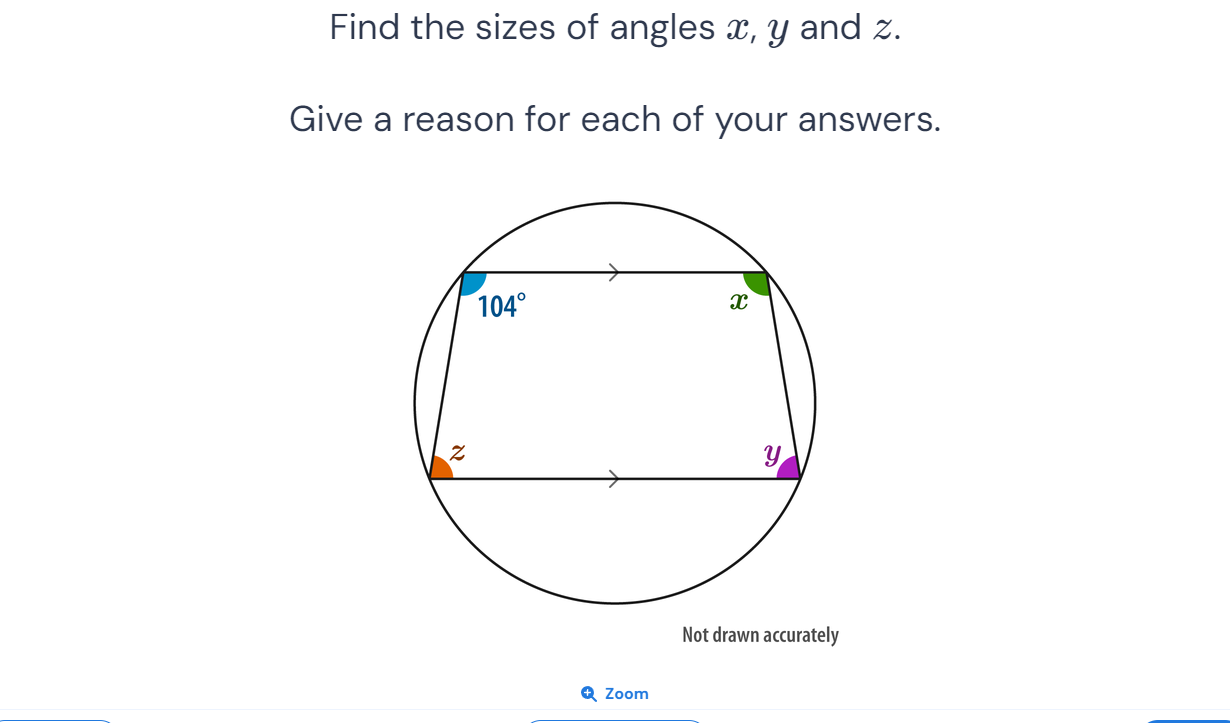 Find the sizes of angles x, y and z.
Give a reason for each of your answers.
104°
x
z
y
Not drawn accurately
Zoom